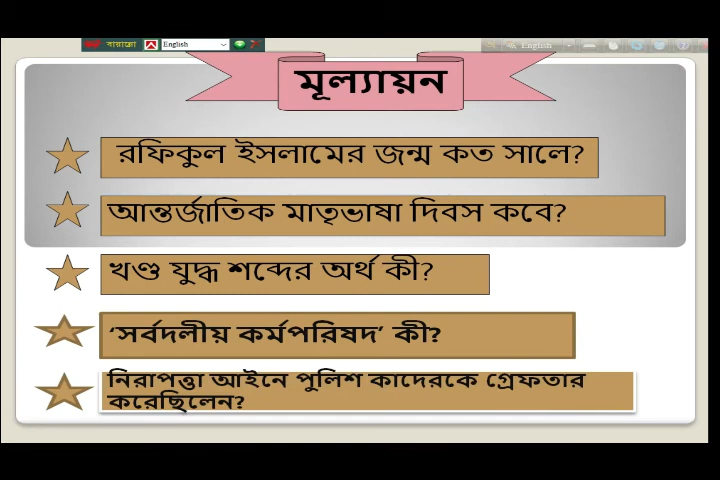 বায়ান্নো English
English
মূল্যায়ন
রফিকুল ইসলামের জন্ম কত সালে?
আন্তর্জাতিক মাতৃভাষা দিবস কবে?
খণ্ড যুদ্ধ শব্দের অর্থ কী?
‘সর্বদলীয় কর্মপরিষদ’ কী?
নিরাপত্তা আইনে পুলিশ কাদেরকে গ্রেফতার
করেছিলেন?